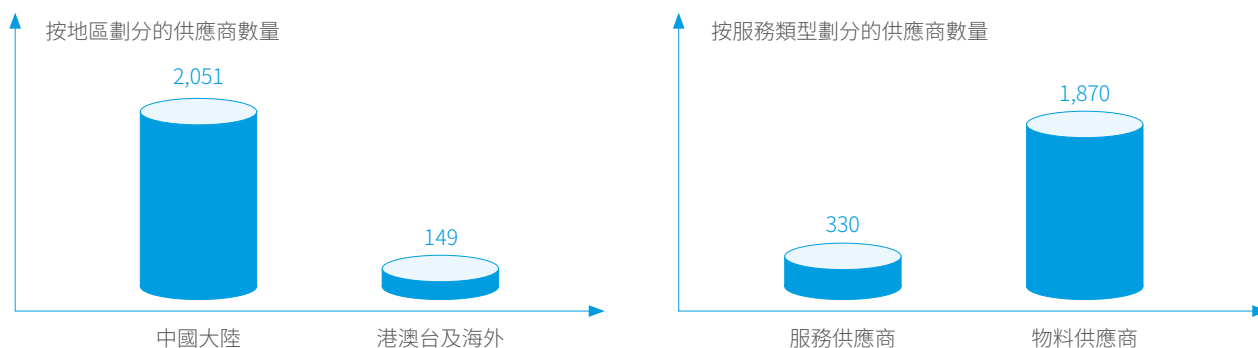 按地區劃分的供應商數量
2,051
149
中國大陸
港澳台及海外
按服務類型劃分的供應商數量
1,870
330
服務供應商
物料供應商